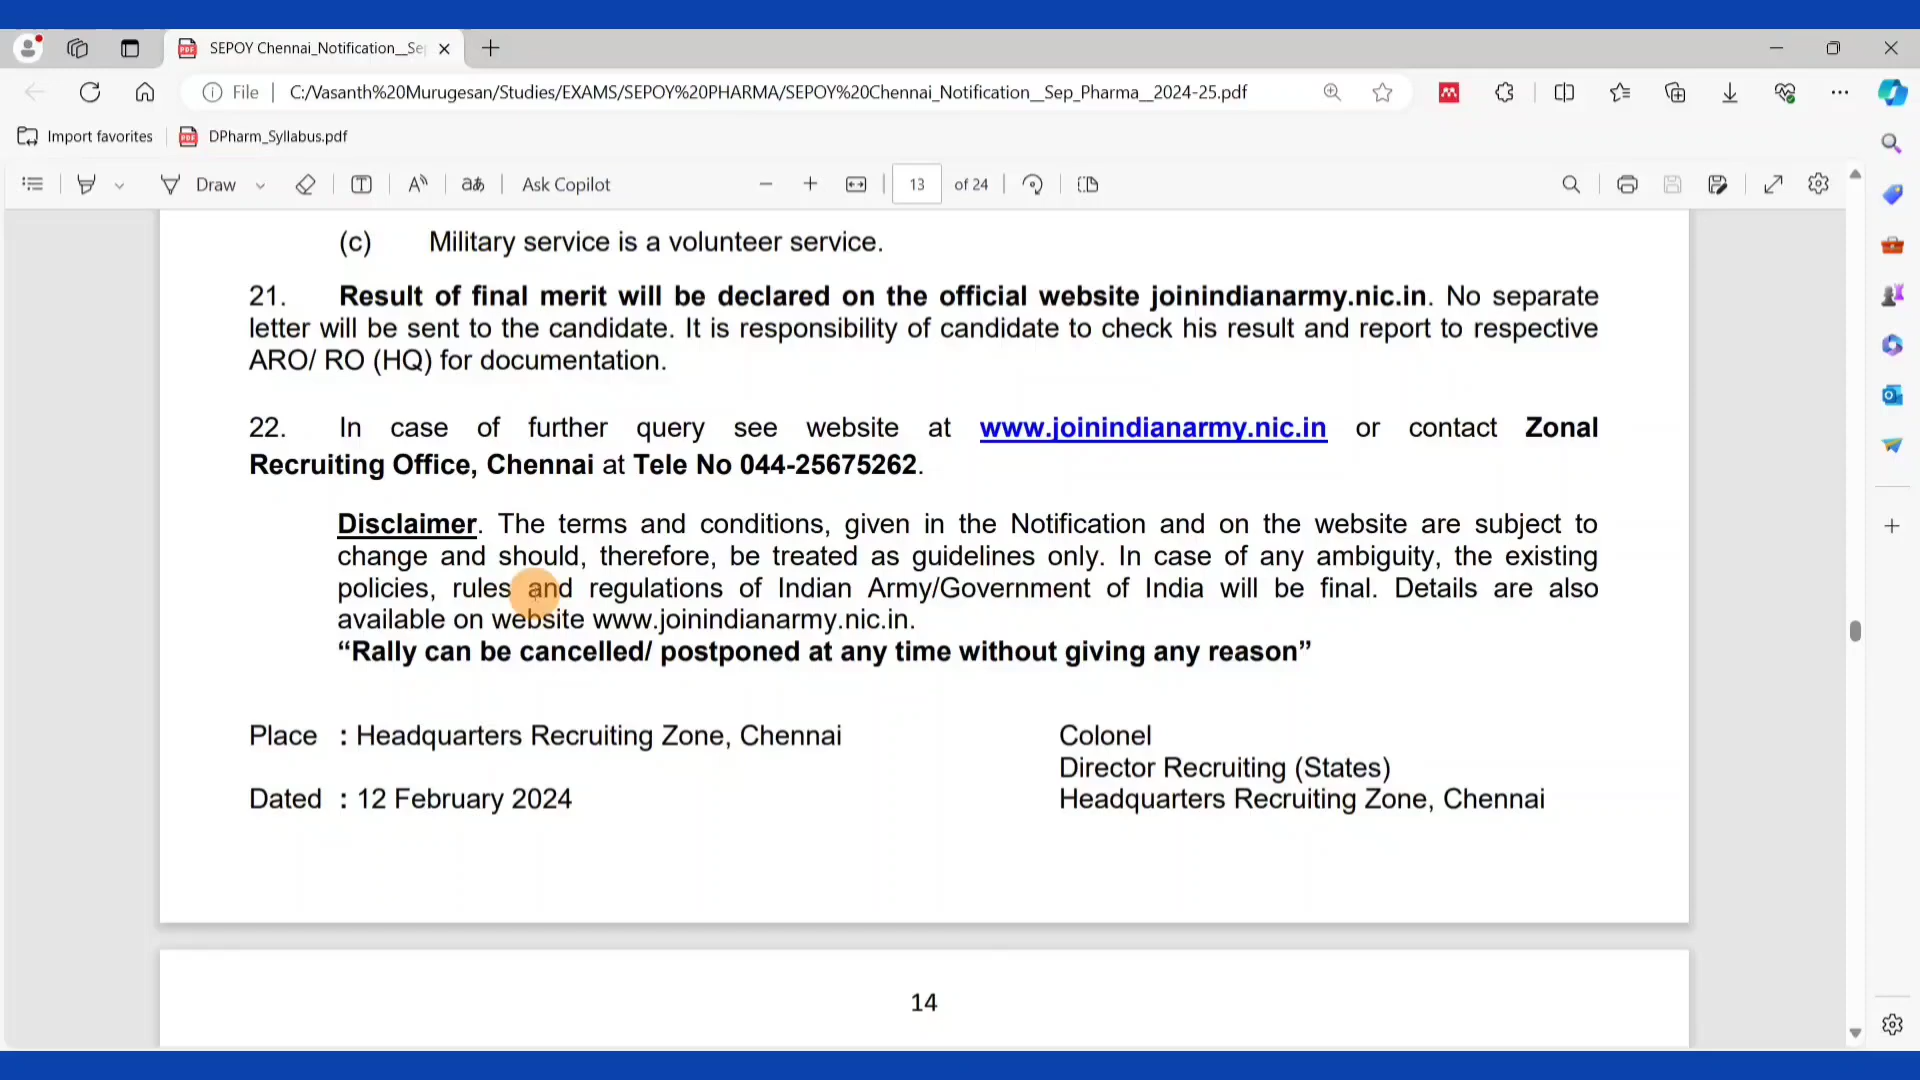 SEPOY Chennai_Notification__Se
File
C:/Vasanth%20Murugesan/Studies/EXAMS/SEPOY%20PHARMA/SEPOY%20Chennai_Notification__Sep_Pharma__2024-25.pdf
Import favorites
DPharm_Syllabus.pdf
Draw
Ask Copilot
13 of 24
(c) Military service is a volunteer service.
21. Result of final merit will be declared on the official website joinindianarmy.nic.in. No separate
letter will be sent to the candidate. It is responsibility of candidate to check his result and report to respective
ARO/ RO (HQ) for documentation.
22. In case of further query see website at www.joinindianarmy.nic.in or contact Zonal
Recruiting Office, Chennai at Tele No 044-25675262.
Disclaimer. The terms and conditions, given in the Notification and on the website are subject to
change and should, therefore, be treated as guidelines only. In case of any ambiguity, the existing
policies, rules and regulations of Indian Army/Government of India will be final. Details are also
available on website www.joinindianarmy.nic.in.
“Rally can be cancelled/ postponed at any time without giving any reason”
Place : Headquarters Recruiting Zone, Chennai
Dated : 12 February 2024
Colonel
Director Recruiting (States)
Headquarters Recruiting Zone, Chennai
14